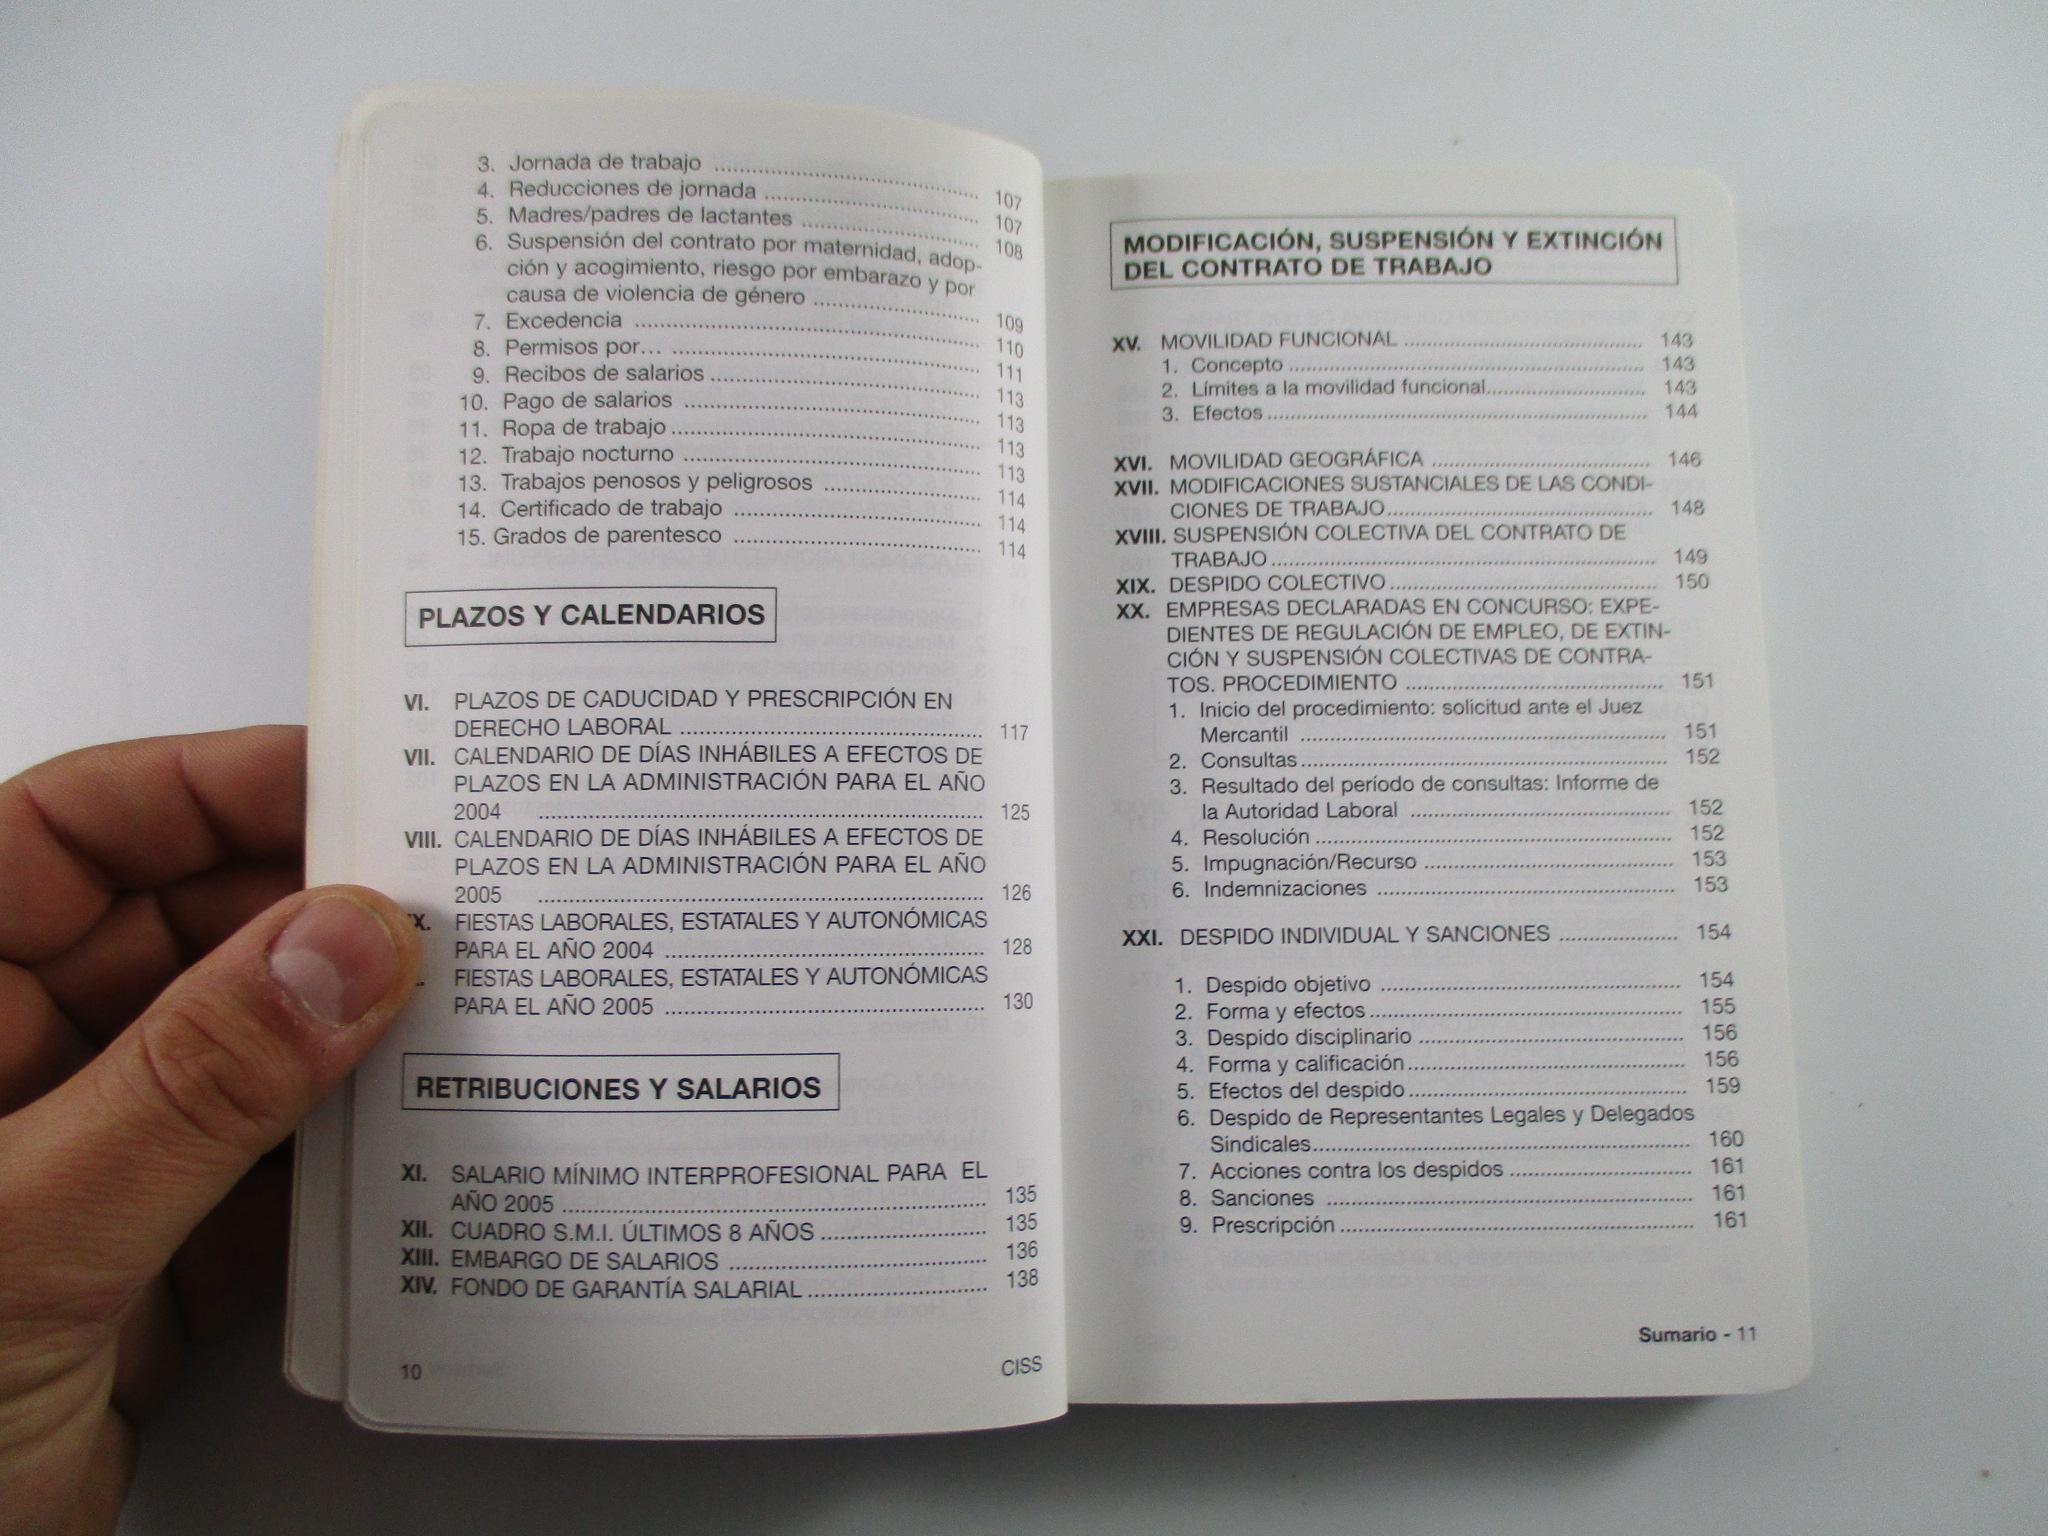 3. Jornada de trabajo ........ 107
4. Reducciones de jornada ........ 107
5. Madres/padres de lactantes ........ 108
6. Suspensión del contrato por maternidad, adop-
ción y acogimiento, riesgo por embarazo y por
causa de violencia de género ........ 109
7. Excedencia ........ 110
8. Permisos por... ........ 111
9. Recibos de salarios ........ 113
10. Pago de salarios ........ 113
11. Ropa de trabajo ........ 113
12. Trabajo nocturno ........ 113
13. Trabajos penosos y peligrosos ........ 114
14. Certificado de trabajo ........ 114
15. Grados de parentesco ........ 114
PLAZOS Y CALENDARIOS
VI. PLAZOS DE CADUCIDAD Y PRESCRIPCIÓN EN
DERECHO LABORAL ........ 117
VII. CALENDARIO DE DÍAS INHÁBILES A EFECTOS DE
PLAZOS EN LA ADMINISTRACIÓN PARA EL AÑO
2004 ........ 125
VIII. CALENDARIO DE DÍAS INHÁBILES A EFECTOS DE
PLAZOS EN LA ADMINISTRACIÓN PARA EL AÑO
2005 ........ 126
X. FIESTAS LABORALES, ESTATALES Y AUTONÓMICAS
PARA EL AÑO 2004 ........ 128
FIESTAS LABORALES, ESTATALES Y AUTONÓMICAS
PARA EL AÑO 2005 ........ 130
RETRIBUCIONES Y SALARIOS
XI. SALARIO MÍNIMO INTERPROFESIONAL PARA EL
AÑO 2005 ........ 135
XII. CUADRO S.M.I. ÚLTIMOS 8 AÑOS ........ 135
XIII. EMBARGO DE SALARIOS ........ 136
XIV. FONDO DE GARANTÍA SALARIAL ........ 138
10 CISS
MODIFICACIÓN, SUSPENSIÓN Y EXTINCIÓN
DEL CONTRATO DE TRABAJO
XV. MOVILIDAD FUNCIONAL ........ 143
1. Concepto ........ 143
2. Límites a la movilidad funcional ........ 143
3. Efectos ........ 144
XVI. MOVILIDAD GEOGRÁFICA ........ 146
XVII. MODIFICACIONES SUSTANCIALES DE LAS CONDI-
CIONES DE TRABAJO ........ 148
XVIII. SUSPENSIÓN COLECTIVA DEL CONTRATO DE
TRABAJO ........ 149
XIX. DESPIDO COLECTIVO ........ 150
XX. EMPRESAS DECLARADAS EN CONCURSO: EXPE-
DIENTES DE REGULACIÓN DE EMPLEO, DE EXTIN-
CIÓN Y SUSPENSIÓN COLECTIVAS DE CONTRA-
TOS. PROCEDIMIENTO ........ 151
1. Inicio del procedimiento: solicitud ante el Juez
Mercantil ........ 151
2. Consultas ........ 152
3. Resultado del período de consultas: Informe de
la Autoridad Laboral ........ 152
4. Resolución ........ 152
5. Impugnación/Recurso ........ 153
6. Indemnizaciones ........ 153
XXI. DESPIDO INDIVIDUAL Y SANCIONES ........ 154
1. Despido objetivo ........ 154
2. Forma y efectos ........ 155
3. Despido disciplinario ........ 156
4. Forma y calificación ........ 156
5. Efectos del despido ........ 159
6. Despido de Representantes Legales y Delegados
Sindicales ........ 160
7. Acciones contra los despidos ........ 161
8. Sanciones ........ 161
9. Prescripción ........ 161
Sumario - 11